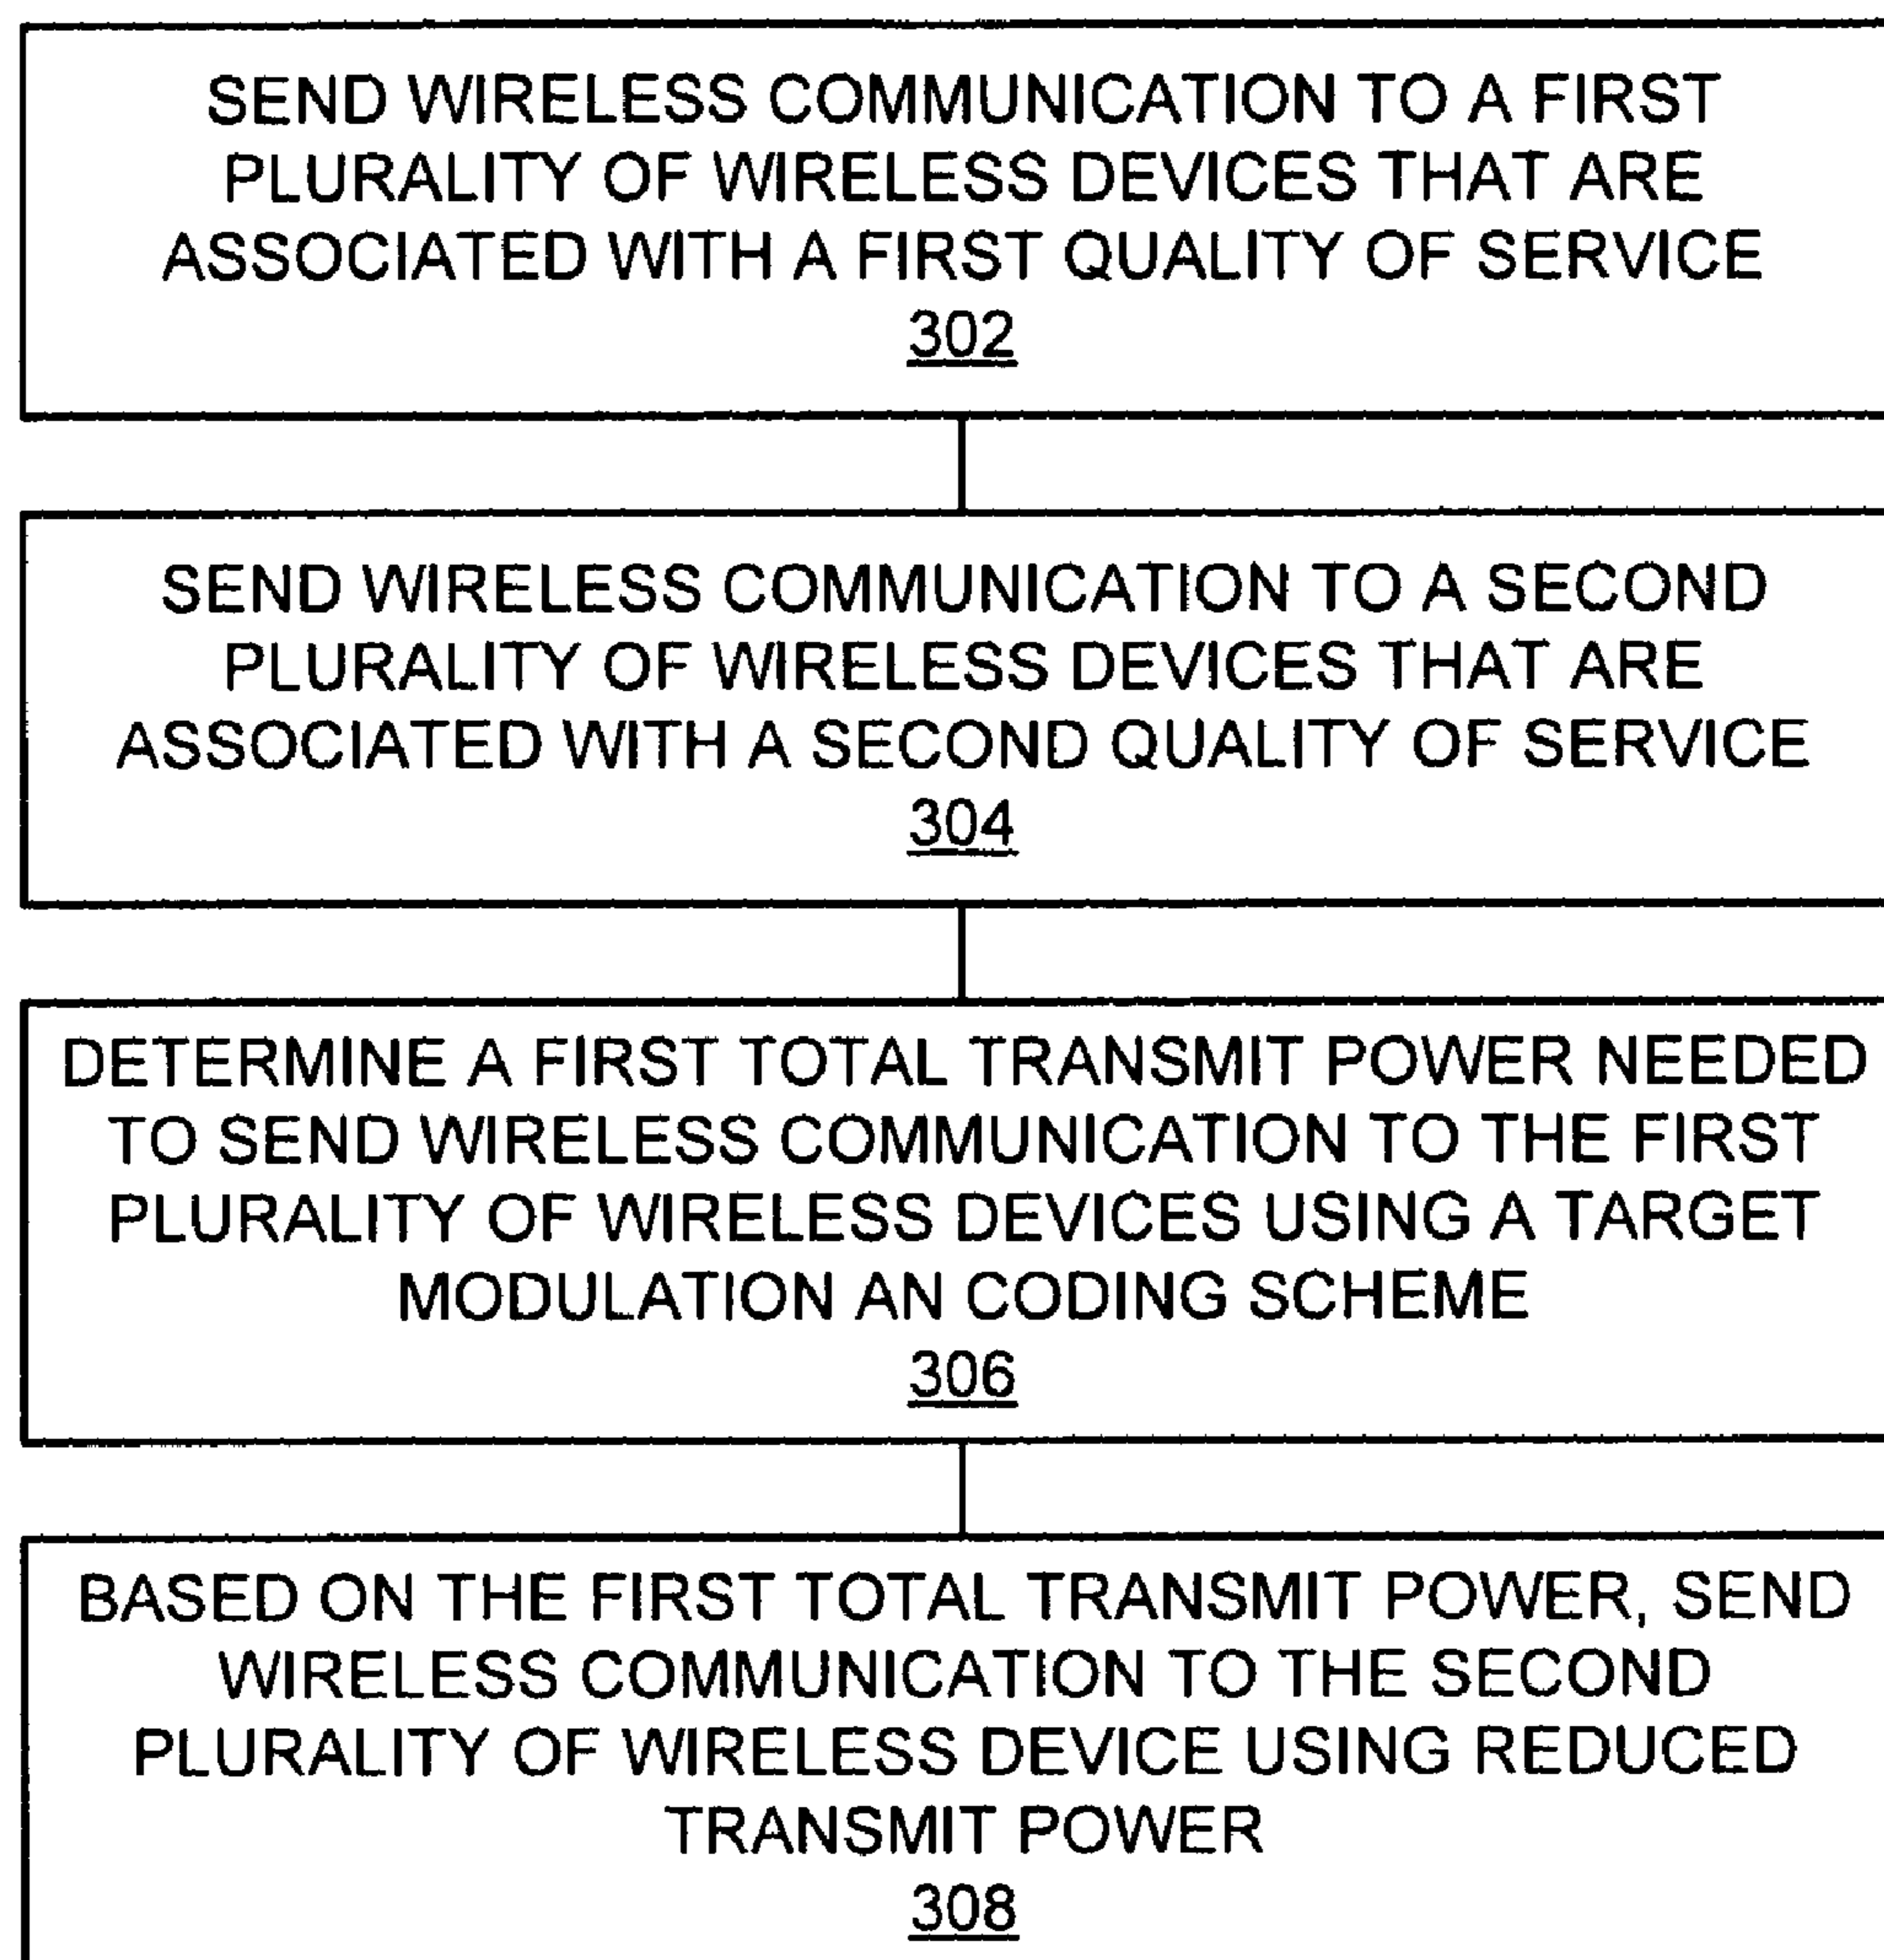 SEND WIRELESS COMMUNICATION TO A FIRST
PLURALITY OF WIRELESS DEVICES THAT ARE
ASSOCIATED WITH A FIRST QUALITY OF SERVICE
302
SEND WIRELESS COMMUNICATION TO A SECOND
PLURALITY OF WIRELESS DEVICES THAT ARE
ASSOCIATED WITH A SECOND QUALITY OF SERVICE
304
DETERMINE A FIRST TOTAL TRANSMIT POWER NEEDED
TO SEND WIRELESS COMMUNICATION TO THE FIRST
PLURALITY OF WIRELESS DEVICES USING A TARGET
MODULATION AN CODING SCHEME
306
BASED ON THE FIRST TOTAL TRANSMIT POWER, SEND
WIRELESS COMMUNICATION TO THE SECOND
PLURALITY OF WIRELESS DEVICE USING REDUCED
TRANSMIT POWER
308